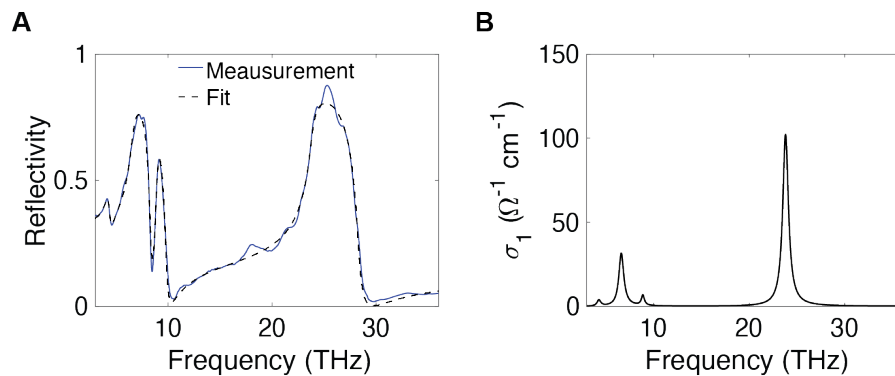 A
B
1
0.5
0
Reflectivity
Meausurement
Fit
10
20
30
Frequency (THz)
150
100
50
0
σ1 (Ω-1 cm-1)
10
20
30
Frequency (THz)